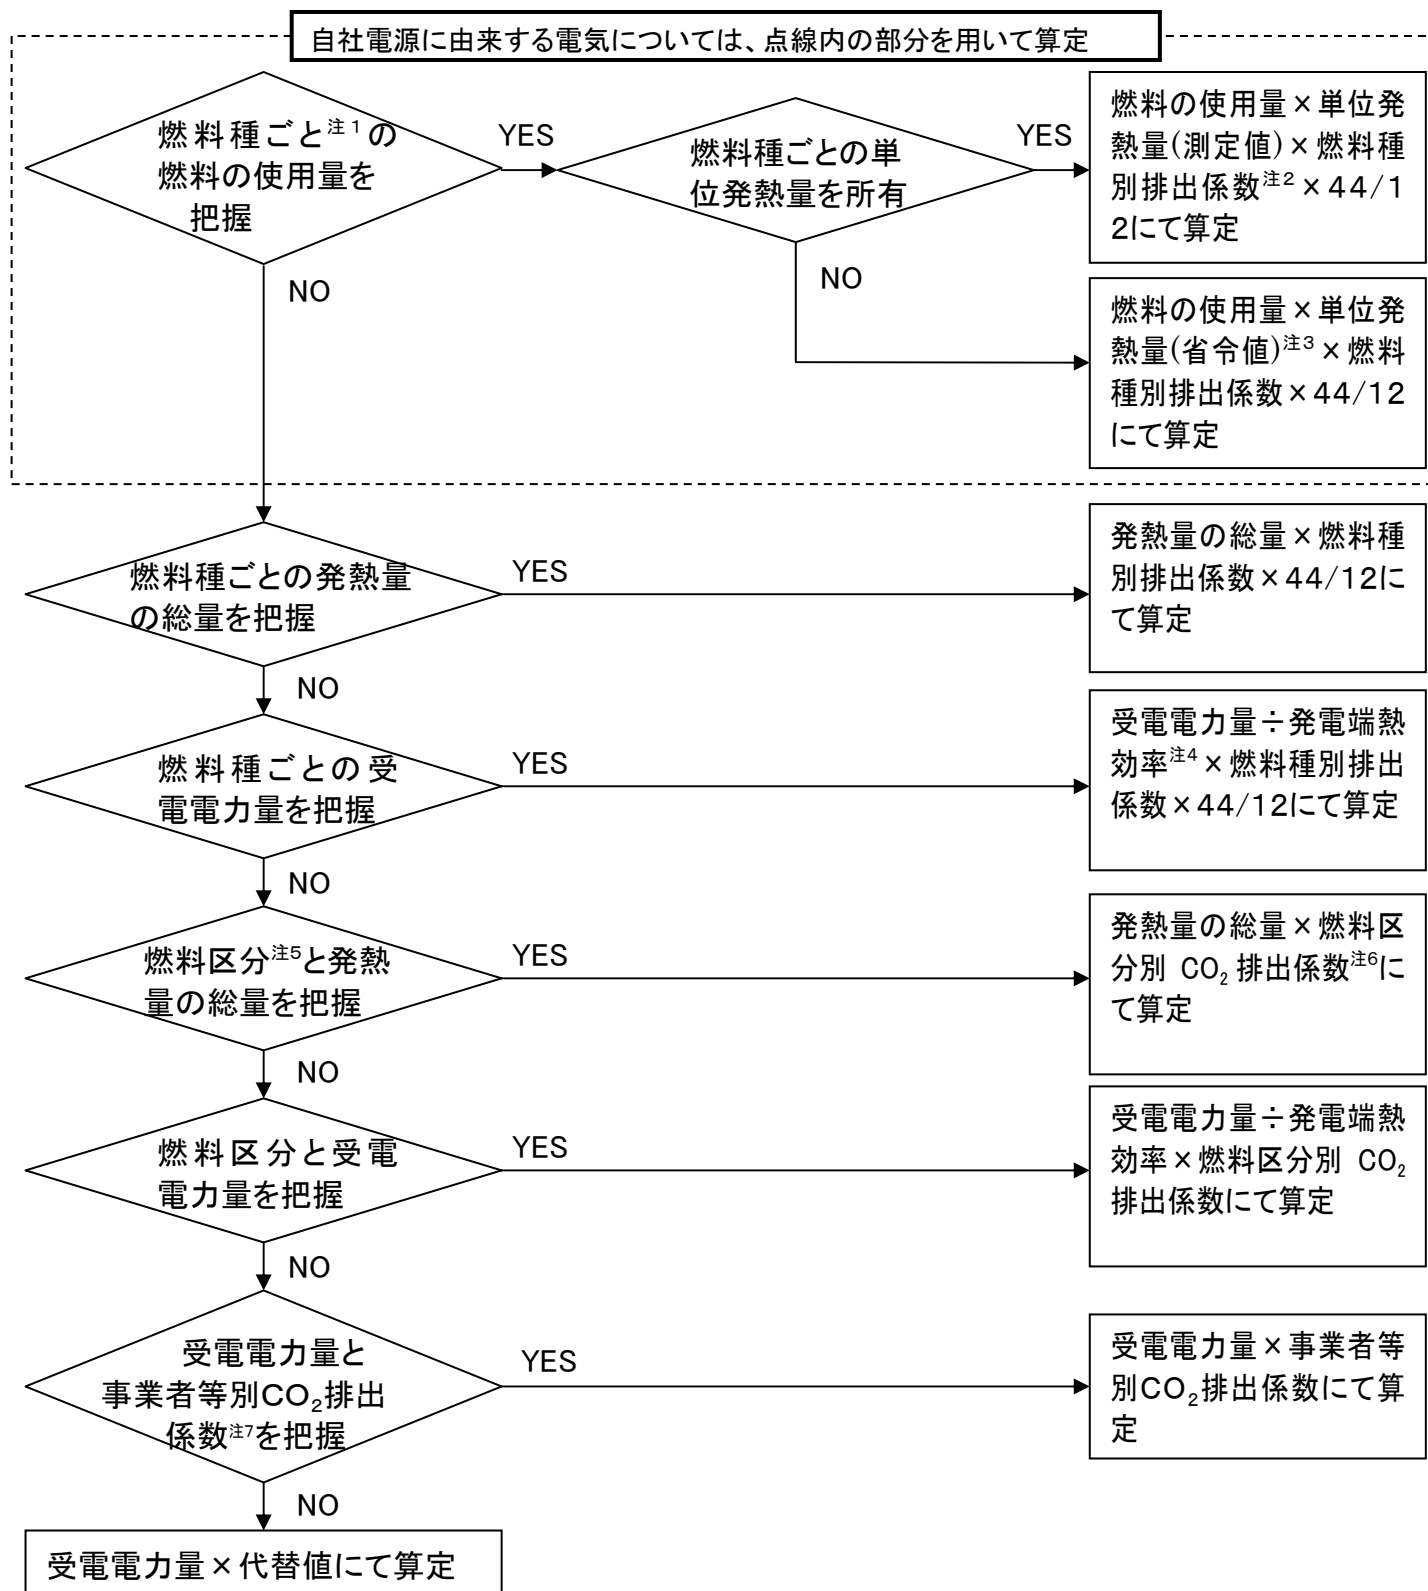 自社電源に由来する電気については、点線内の部分を用いて算定
燃料種ごと注1の
燃料の使用量を
把握
YES
燃料種ごとの単
位発熱量を所有
YES
燃料の使用量×単位発
熱量(測定値)×燃料種
別排出係数注2×44/1
2にて算定
NO
NO
燃料の使用量×単位発
熱量(省令値)注3×燃料
種別排出係数×44/12
にて算定
燃料種ごとの発熱量
の総量を把握
YES
発熱量の総量×燃料種
別排出係数×44/12に
て算定
NO
燃料種ごとの受
電電力量を把握
YES
受電電力量÷発電端熱
効率注4×燃料種別排出
係数×44/12にて算定
NO
燃料区分注5と発熱
量の総量を把握
YES
発熱量の総量×燃料区
分別 CO₂ 排出係数注6に
て算定
NO
燃料区分と受電
電力量を把握
YES
受電電力量÷発電端熱
効率×燃料区分別 CO₂
排出係数にて算定
NO
受電電力量と
事業者等別CO₂排出
係数注7を把握
YES
受電電力量×事業者等
別CO₂排出係数にて算
定
NO
受電電力量×代替値にて算定